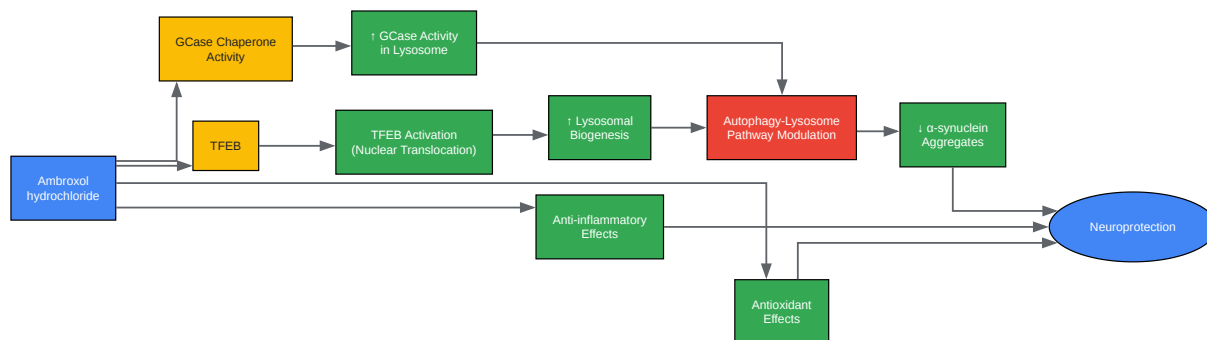 GCase Chaperone
Activity
↑ GCase Activity
in Lysosome
TFEB
TFEB Activation
(Nuclear Translocation)
↑ Lysosomal
Biogenesis
Autophagy-Lysosome
Pathway Modulation
↓ α-synuclein
Aggregates
Ambroxol
hydrochloride
Anti-inflammatory
Effects
Neuroprotection
Antioxidant
Effects